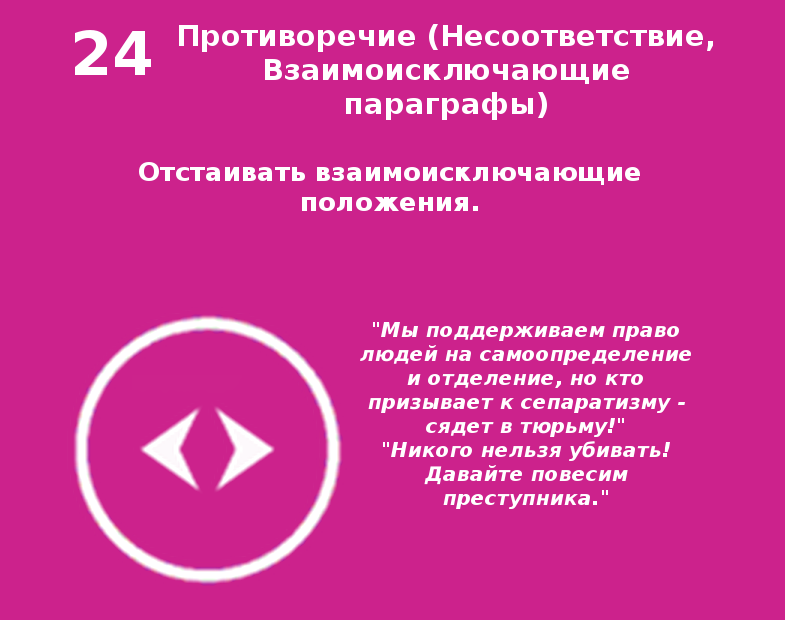 24
Противоречие (Несоответствие,
Взаимоисключающие
параграфы)
Отстаивать взаимоисключающие
положения.
"Мы поддерживаем право
людей на самоопределение
и отделение, но кто
призывает к сепаратизму -
сядет в тюрьму!"
"Никого нельзя убивать!
Давайте повесим
преступника."